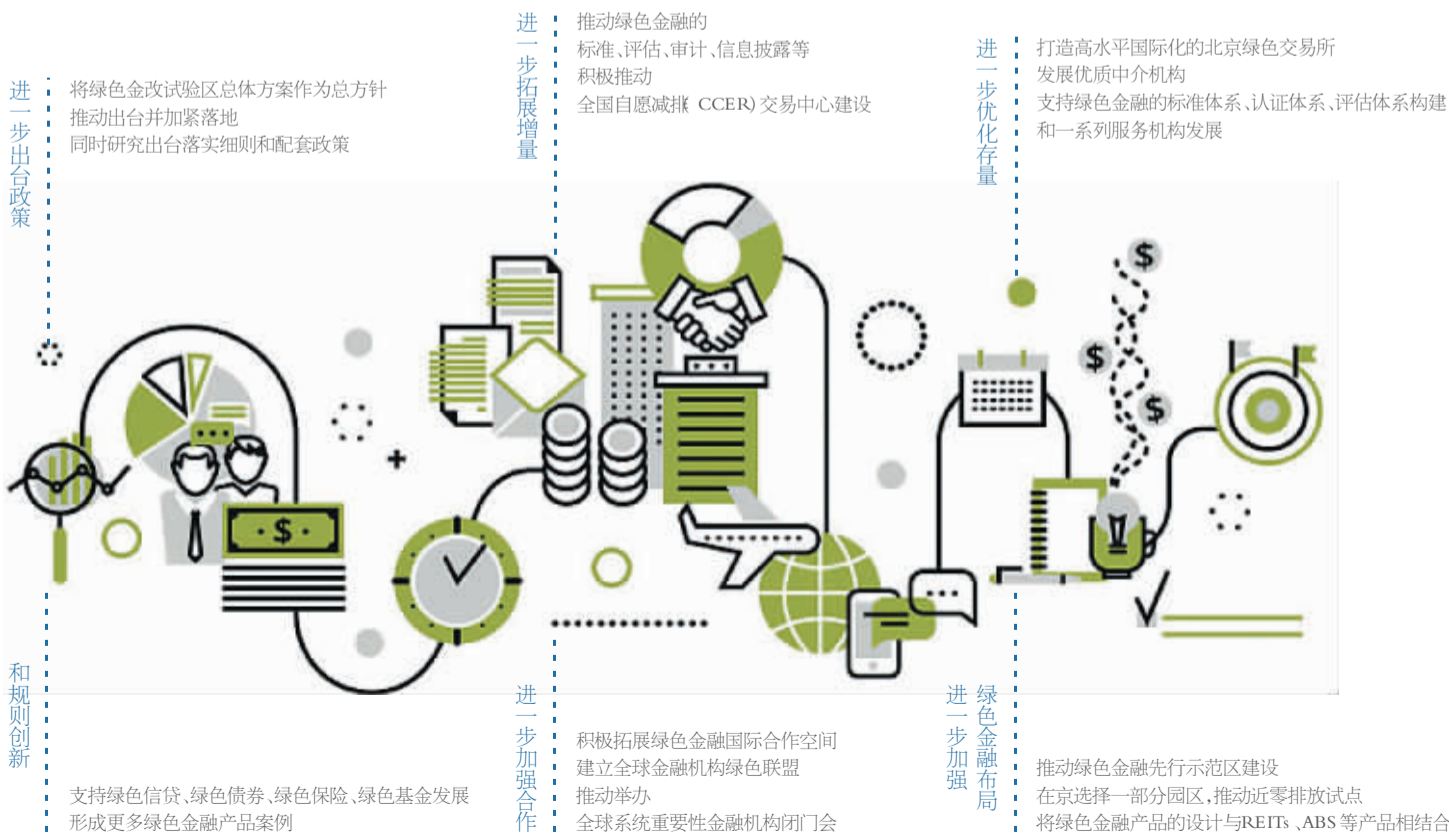 进一步出台政策
将绿色金改试验区总体方案作为总方针
推动出台并加紧落地
同时研究出台落实细则和配套政策
进一步拓展增量
推动绿色金融的
标准、评估、审计、信息披露等
积极推动
全国自愿减排( CCER) 交易中心建设
进一步优化存量
打造高水平国际化的北京绿色交易所
发展优质中介机构
支持绿色金融的标准体系、认证体系、评估体系构建
和一系列服务机构发展
$
$
$
$
和规则创新
支持绿色信贷、绿色债券、绿色保险、绿色基金发展
形成更多绿色金融产品案例
进一步加强合作
积极拓展绿色金融国际合作空间
建立全球金融机构绿色联盟
推动举办
全球系统重要性金融机构闭门会
进一步加强
绿色金融布局
推动绿色金融先行示范区建设
在京选择一部分园区,推动近零排放试点
将绿色金融产品的设计与REITs 、ABS 等产品相结合